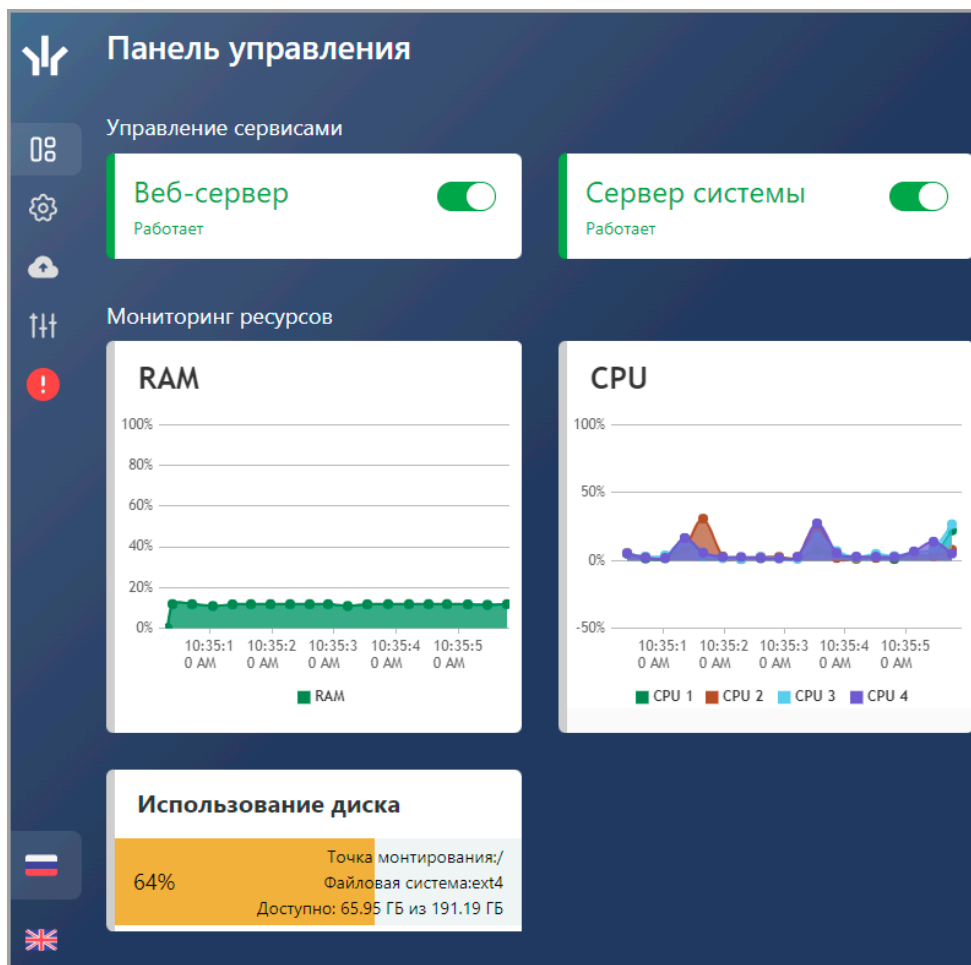 Панель управления
Управление сервисами
Веб-сервер
Работает
Сервер системы
Работает
Мониторинг ресурсов
RAM
100%
80%
60%
40%
20%
0%
10:35:1
0 AM
10:35:2
0 AM
10:35:3
0 AM
10:35:4
0 AM
10:35:5
0 AM
RAM
CPU
100%
50%
0%
-50%
10:35:1
0 AM
10:35:2
0 AM
10:35:3
0 AM
10:35:4
0 AM
10:35:5
0 AM
CPU 1 CPU 2 CPU 3 CPU 4
Использование диска
64%
Точка монтирования:/
Файловая система:ext4
Доступно: 65.95 ГБ из 191.19 ГБ